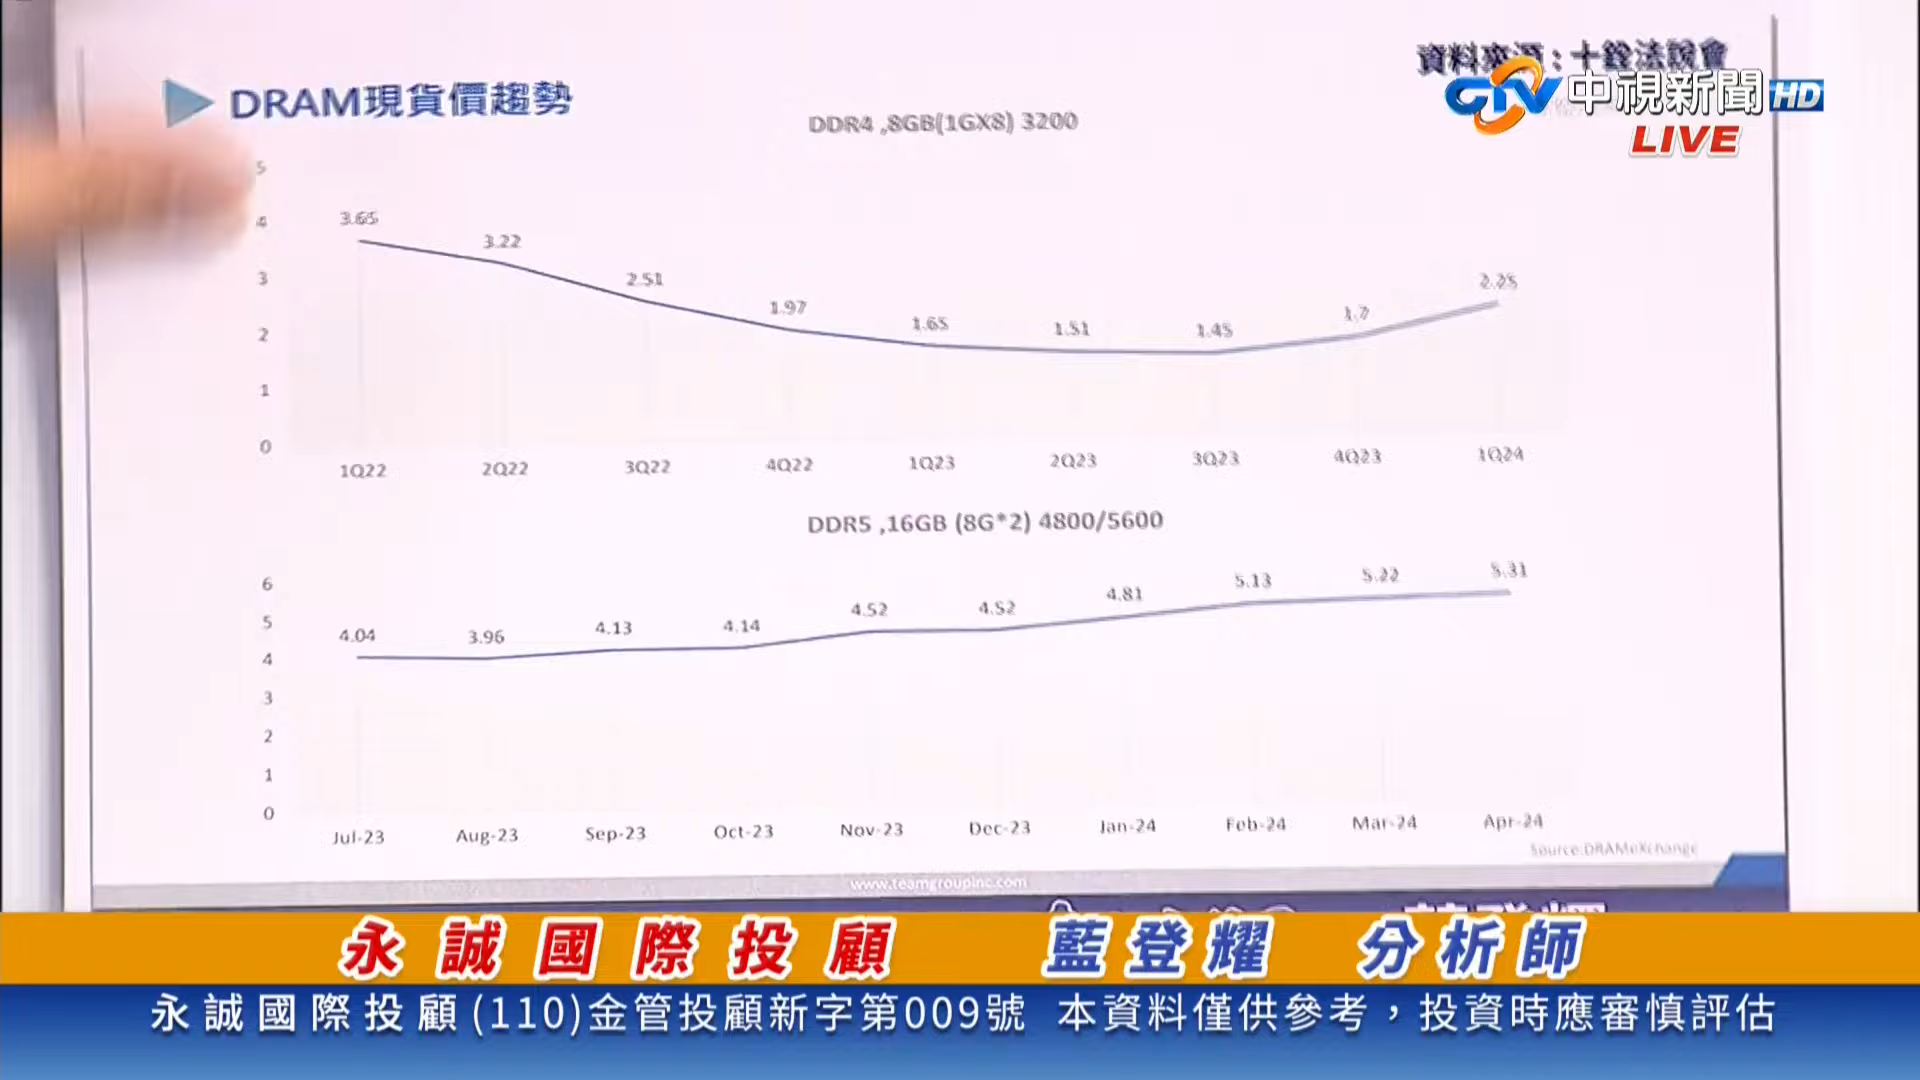 資料來源：十銓法說會
CTV中視新聞HD
LIVE
DRAM現貨價趨勢
DDR4 ,8GB(1GX8) 3200
5
4
3
2
1
0
3.65 3.22 2.51 1.97 1.65 1.51 1.45 1.7 2.25
1Q22 2Q22 3Q22 4Q22 1Q23 2Q23 3Q23 4Q23 1Q24
DDR5 ,16GB (8G*2) 4800/5600
6
5
4
3
2
1
0
4.04 3.96 4.13 4.14 4.52 4.52 4.81 5.13 5.22 5.31
Jul-23 Aug-23 Sep-23 Oct-23 Nov-23 Dec-23 Jan-24 Feb-24 Mar-24 Apr-24
Source:DRAMeXchange
www.teamgroupinc.com
永誠國際投顧 藍登耀 分析師
永誠國際投顧(110)金管投顧新字第009號 本資料僅供參考，投資時應審慎評估